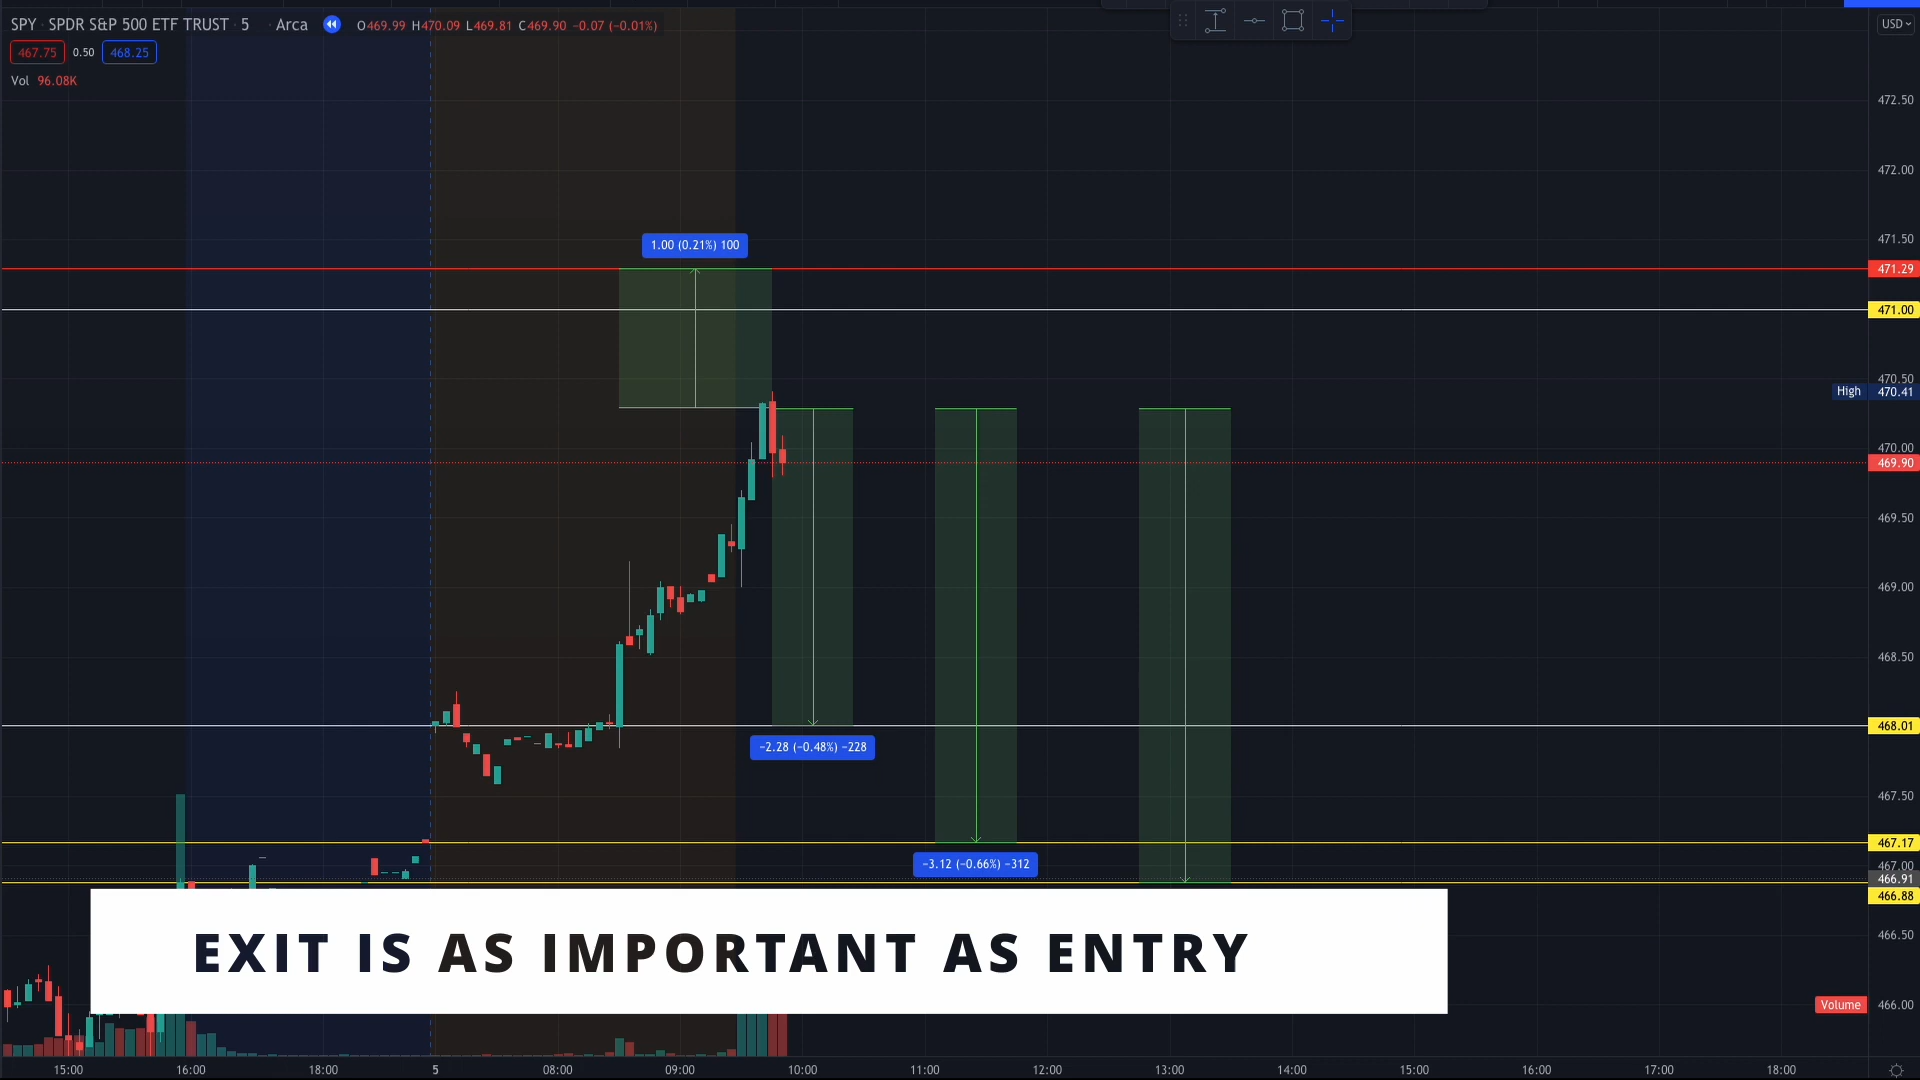 SPY · SPDR S&P 500 ETF TRUST · 5 · Arca O469.99 H470.09 L469.81 C469.90 −0.07 (−0.01%)
USD
467.75 0.50 468.25
Vol 96.08K
472.50
472.00
471.50
1.00 (0.21%) 100
471.29
471.00
470.50
High 470.41
470.00
469.90
469.50
469.00
468.50
468.01
−2.28 (−0.48%) −228
467.50
467.17
−3.12 (−0.66%) −312
467.00
466.91
466.88
466.50
EXIT IS AS IMPORTANT AS ENTRY
Volume 466.00
15:00 16:00 18:00 5 08:00 09:00 10:00 11:00 12:00 13:00 14:00 15:00 16:00 17:00 18:00